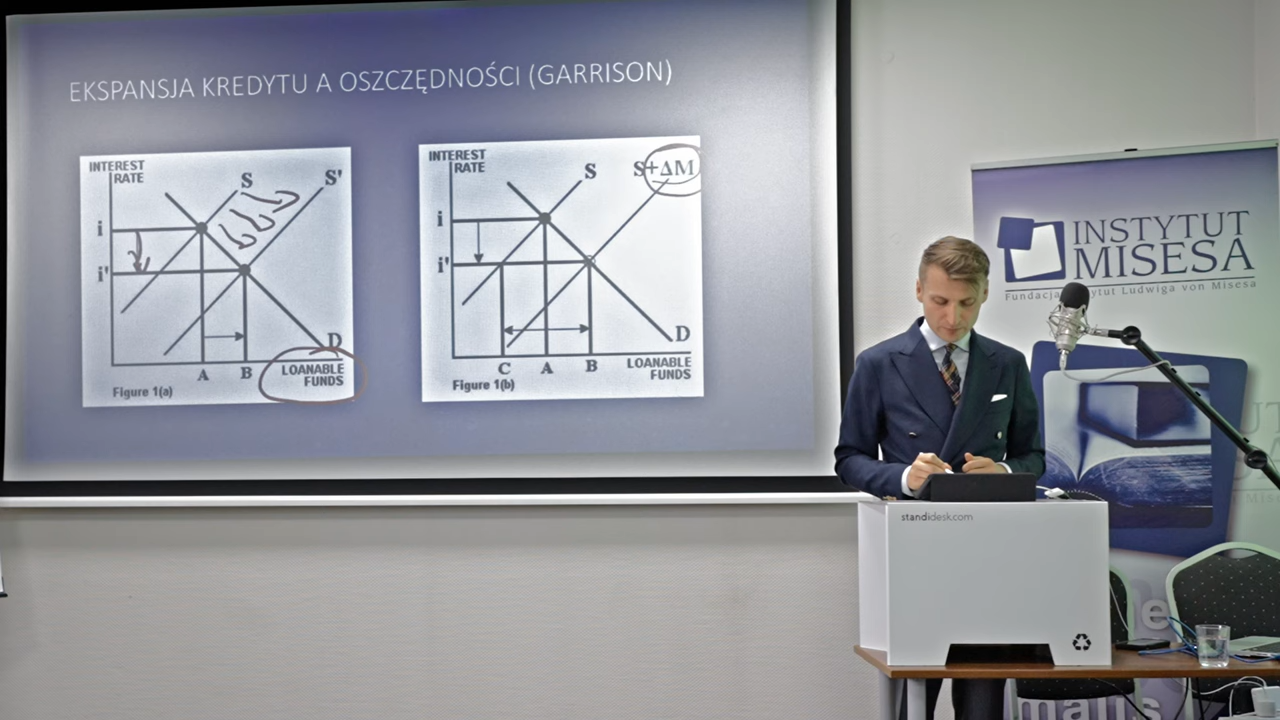 EKSPANSJA KREDYTU A OSZCZĘDNOŚCI (GARRISON)
INTEREST
RATE
S
S'
i
i'
D
A
B
LOANABLE
FUNDS
Figure 1(a)
INTEREST
RATE
S
S+ΔM
i
i'
D
C
A
B
LOANABLE
FUNDS
Figure 1(b)
INSTYTUT
MISESA
Fundacja Instytut Ludwiga von Misesa
standidesk.com